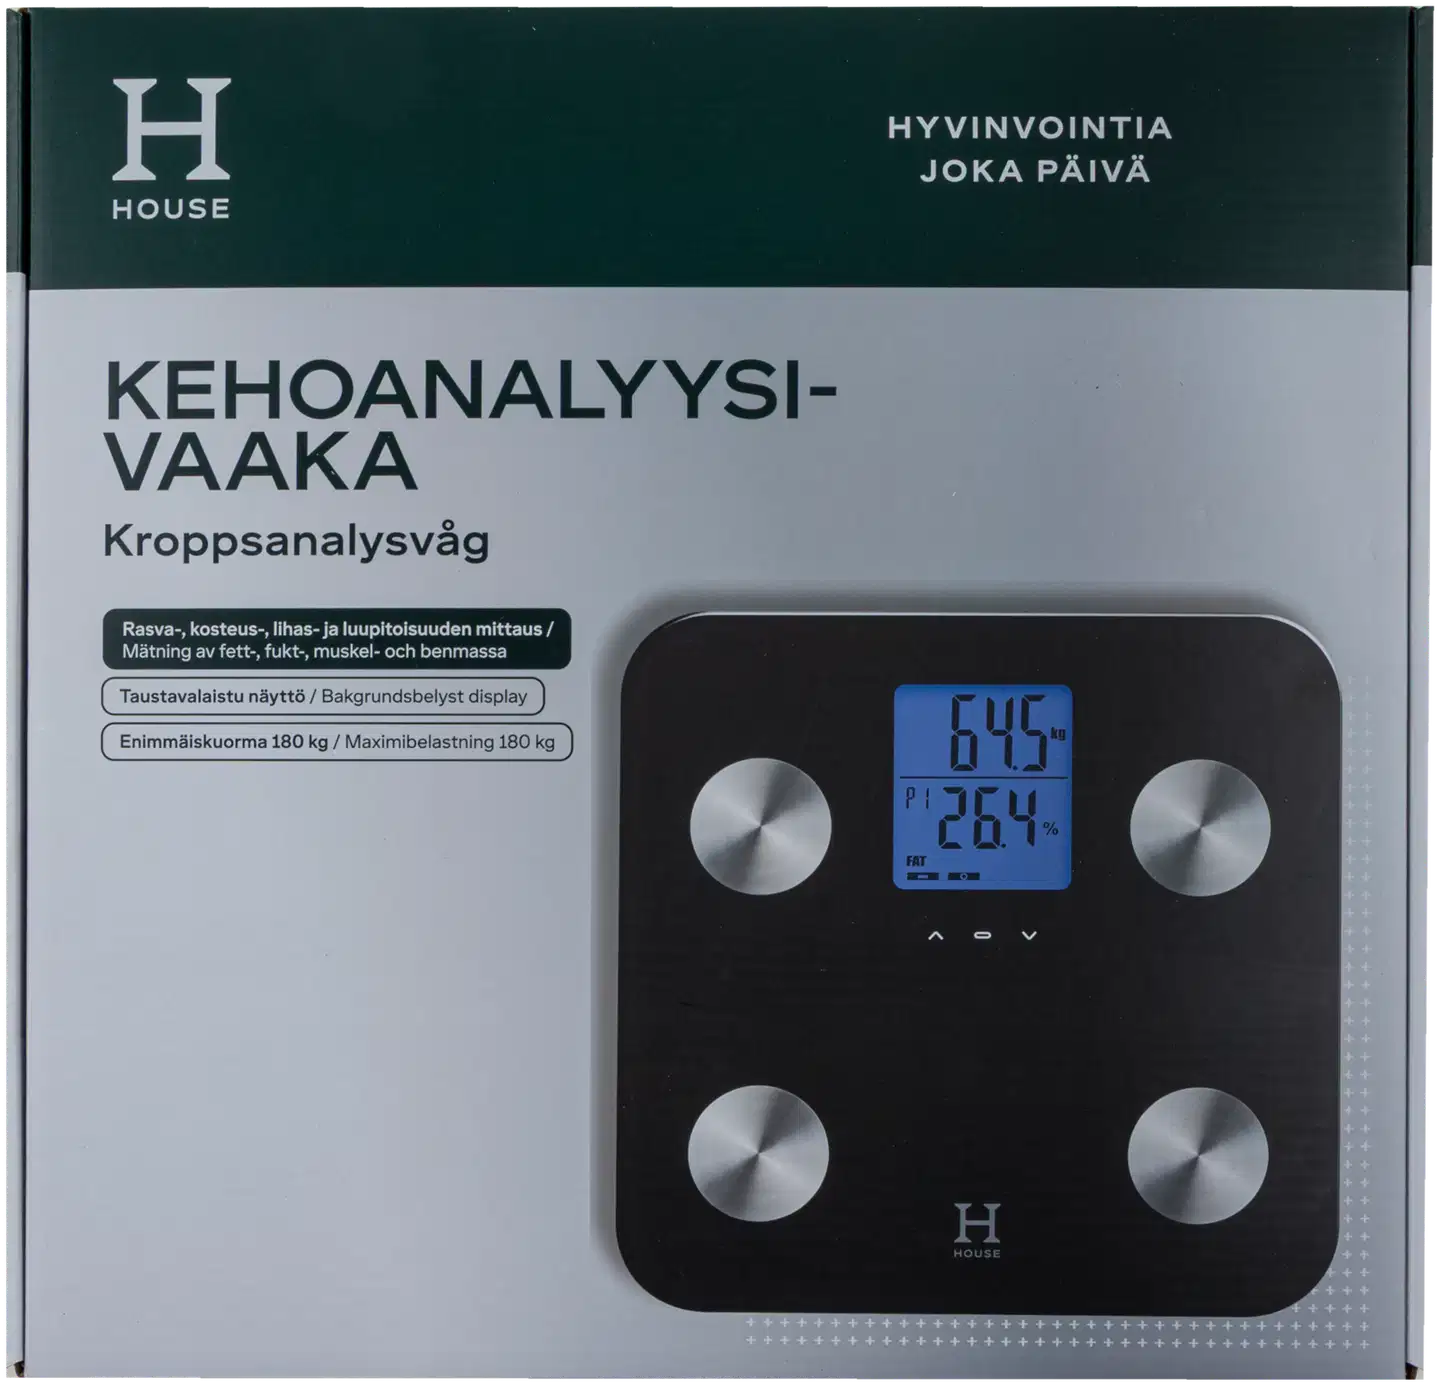 H
HOUSE
HYVINVOINTIA
JOKA PÄIVÄ
KEHOANALYYSI-
VAAKA
Kroppsanalysvåg
Rasva-, kosteus-, lihas- ja luupitoisuuden mittaus /
Mätning av fett-, fukt-, muskel- och benmassa
Taustavalaistu näyttö / Bakgrundsbelyst display
Enimmäiskuorma 180 kg / Maximibelastning 180 kg
64.5 kg
P1 26.4 %
FAT
H
HOUSE